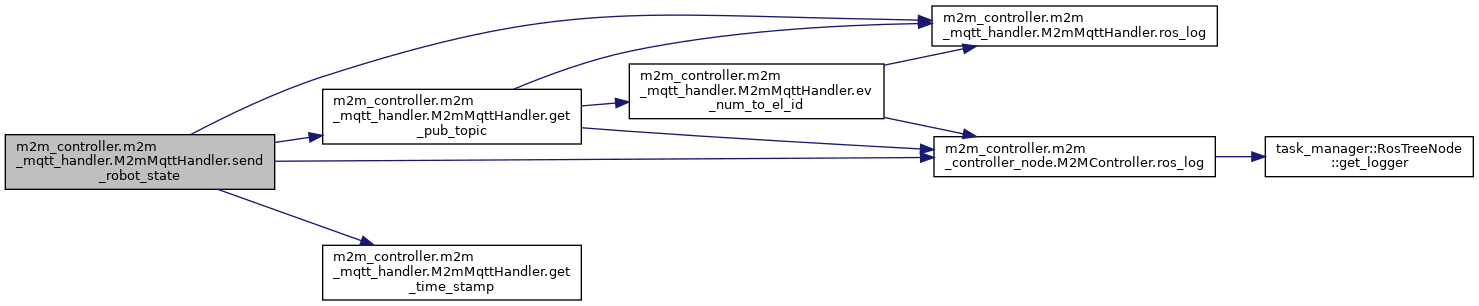 m2m_controller.m2m
_mqtt_handler.M2mMqttHandler.send
_robot_state
m2m_controller.m2m
_mqtt_handler.M2mMqttHandler.get
_pub_topic
m2m_controller.m2m
_mqtt_handler.M2mMqttHandler.get
_time_stamp
m2m_controller.m2m
_mqtt_handler.M2mMqttHandler.ev
_num_to_el_id
m2m_controller.m2m
_mqtt_handler.M2mMqttHandler.ros_log
m2m_controller.m2m
_controller_node.M2MController.ros_log
task_manager::RosTreeNode
::get_logger